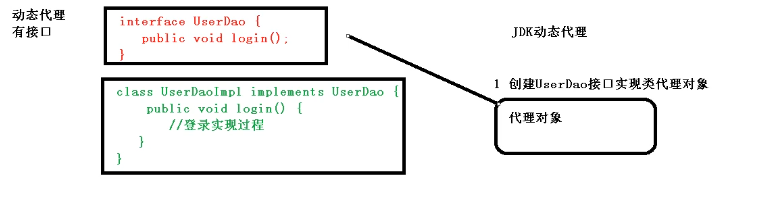 动态代理
有接口
interface UserDao {
public void login();
}
class UserDaoImpl implements UserDao {
public void login() {
//登录实现过程
}
}
JDK动态代理
1 创建UserDao接口实现类代理对象
代理对象